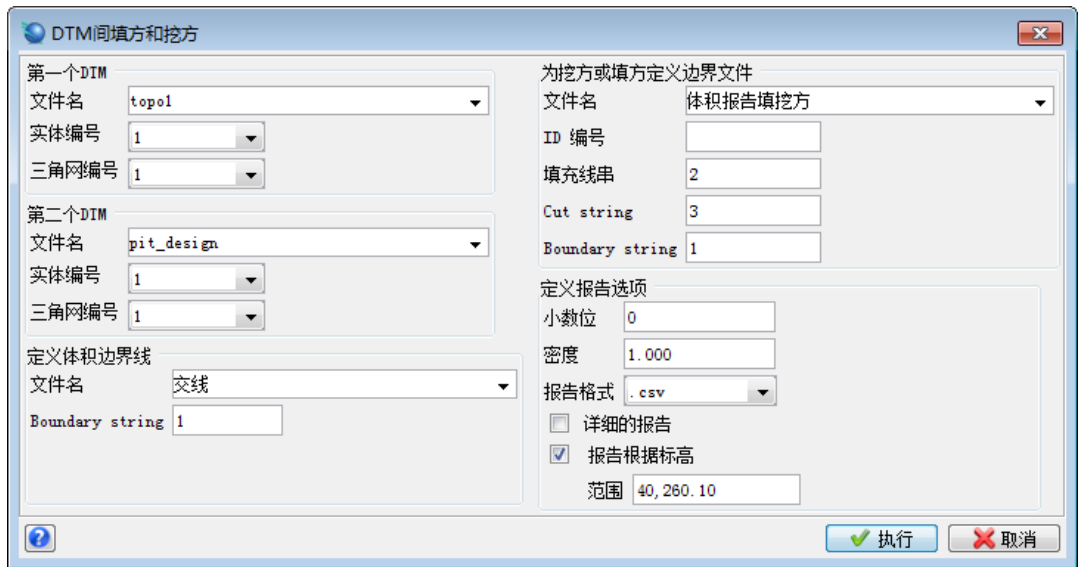 DTM间填方和挖方
第一个DTM
文件名 topo1
实体编号 1
三角网编号 1
第二个DTM
文件名 pit_design
实体编号 1
三角网编号 1
定义体积边界线
文件名 交线
Boundary string 1
为挖方或填方定义边界文件
文件名 体积报告填挖方
ID 编号
填充线串 2
Cut string 3
Boundary string 1
定义报告选项
小数位 0
密度 1.000
报告格式 .csv
详细的报告
报告根据标高
范围 40,260.10
执行 取消